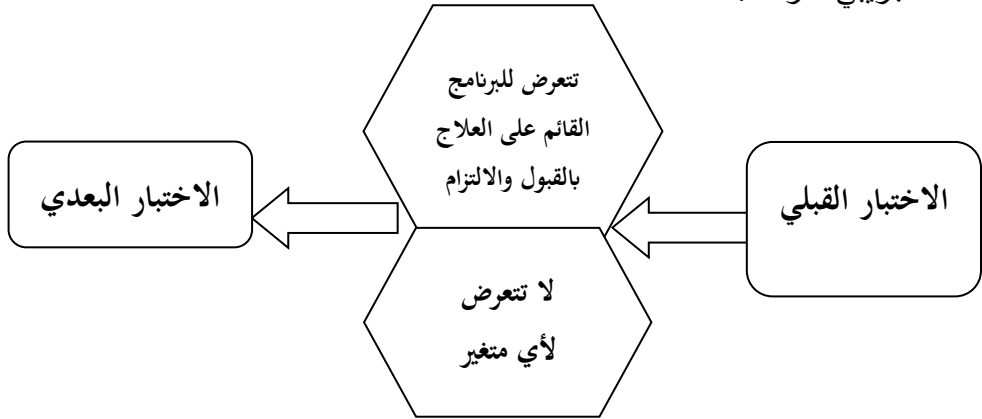 الاختبار القبلي
تتعرض للبرنامج
القائم على العلاج
بالقبول والالتزام
لا تتعرض
لأي متغير
الاختبار البعدي